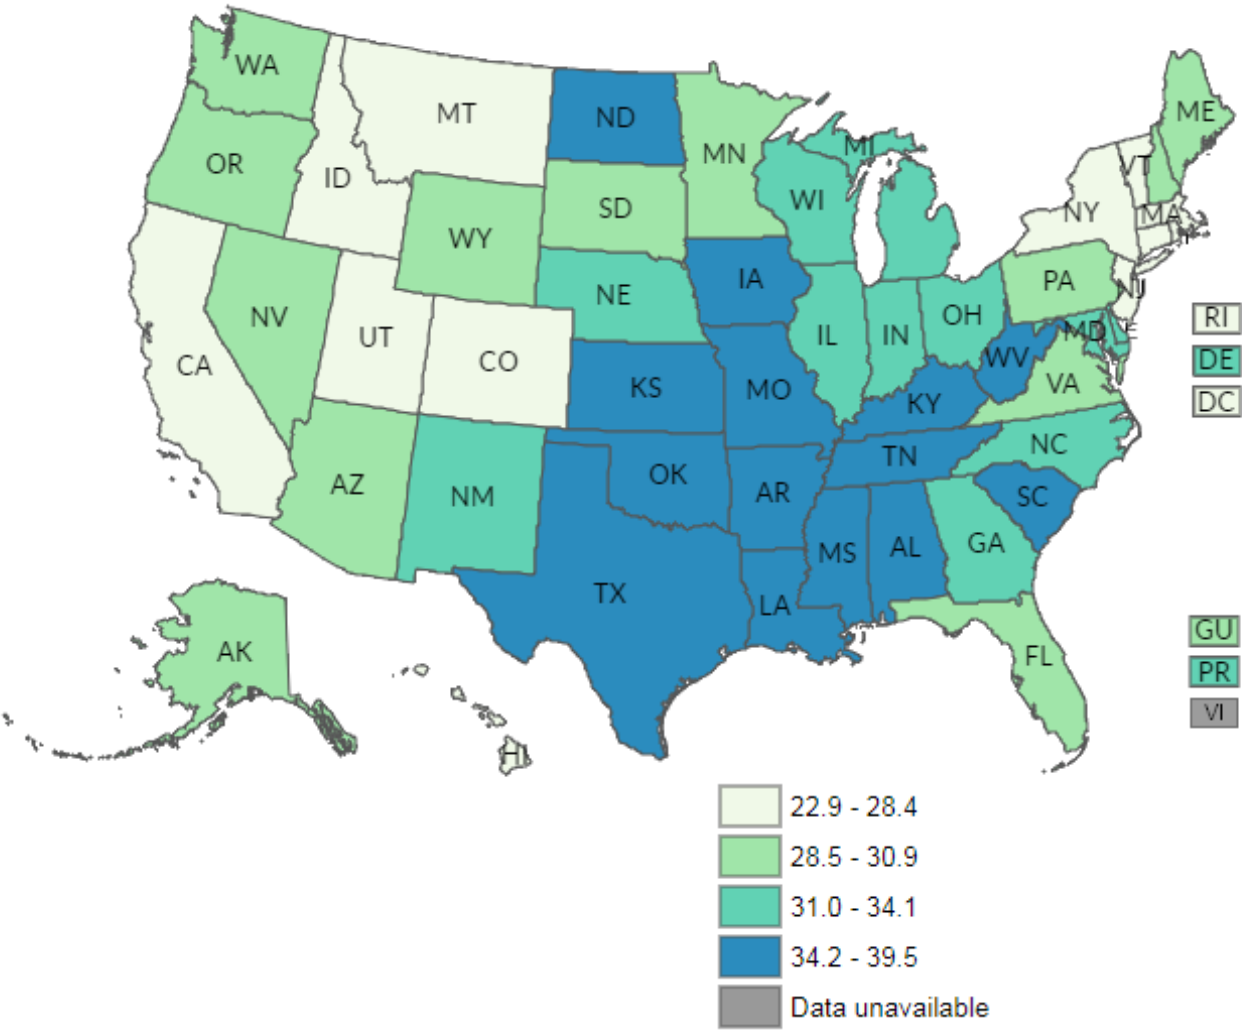 WA
MT
ND
MN
ME
OR
ID
SD
WI
MI
VT
NY
MA
WY
IA
NE
PA
NJ
NV
UT
CO
IL
IN
OH
MD
WV
VA
RI
DE
DC
CA
KS
MO
KY
AZ
NM
OK
AR
TN
NC
SC
TX
LA
MS
AL
GA
FL
AK
HI
GU
PR
VI
22.9 - 28.4
28.5 - 30.9
31.0 - 34.1
34.2 - 39.5
Data unavailable